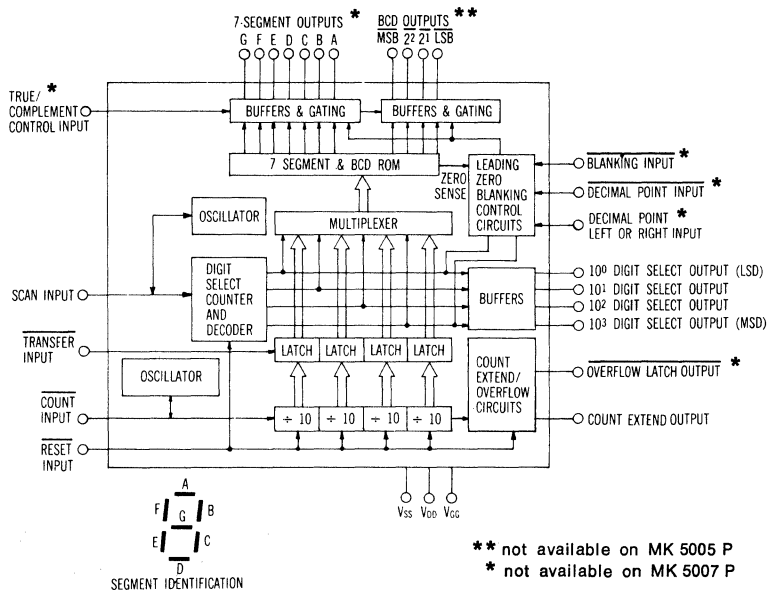 7-SEGMENT OUTPUTS *
G F E D C B A
BCD OUTPUTS **
MSB 2² 2¹ LSB
TRUE/ *
COMPLEMENT
CONTROL INPUT
BUFFERS & GATING
BUFFERS & GATING
7 SEGMENT & BCD ROM
ZERO
SENSE
LEADING
ZERO
BLANKING
CONTROL
CIRCUITS
BLANKING INPUT *
DECIMAL POINT INPUT *
DECIMAL POINT *
LEFT OR RIGHT INPUT
OSCILLATOR
MULTIPLEXER
SCAN INPUT
DIGIT
SELECT
COUNTER
AND
DECODER
BUFFERS
10⁰ DIGIT SELECT OUTPUT (LSD)
10¹ DIGIT SELECT OUTPUT
10² DIGIT SELECT OUTPUT
10³ DIGIT SELECT OUTPUT (MSD)
TRANSFER
INPUT
LATCH LATCH LATCH LATCH
OSCILLATOR
COUNT
INPUT
÷ 10 ÷ 10 ÷ 10 ÷ 10
COUNT
EXTEND/
OVERFLOW
CIRCUITS
OVERFLOW LATCH OUTPUT *
COUNT EXTEND OUTPUT
RESET
INPUT
VSS VDD VGG
A
F G B
E C
D
SEGMENT IDENTIFICATION
** not available on MK 5005 P
* not available on MK 5007 P